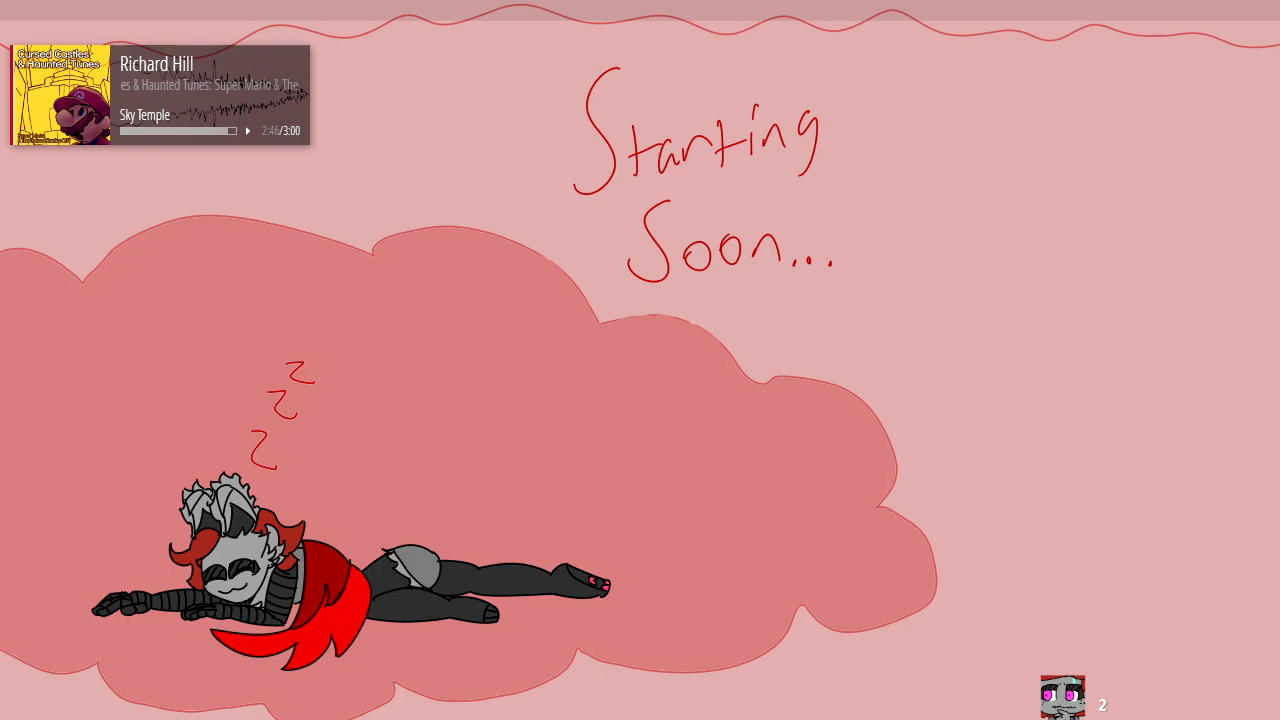 Cursed Castles
& Haunted Tunes
Richard Hill
es & Haunted Tunes: Super Mario & The
Sky Temple
2:46/3:00
Starting
Soon...
z
z
z
2